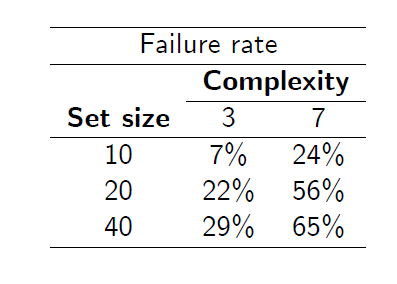 Failure rate
Complexity
Set size 3 7
10 7% 24%
20 22% 56%
40 29% 65%